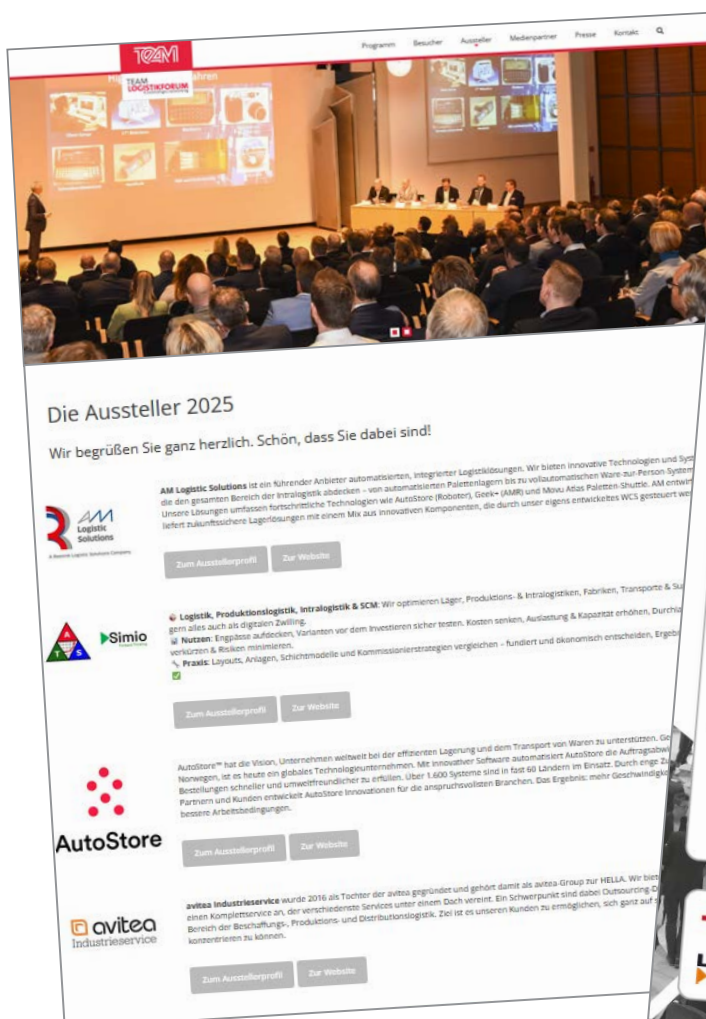 TEAM
Programm Besucher Aussteller Medienpartner Presse Kontakt
TEAM
LOGISTIKFORUM
Die Aussteller 2025
Wir begrüßen Sie ganz herzlich. Schön, dass Sie dabei sind!
AM
Logistic
Solutions
AM Logistic Solutions ist ein führender Anbieter automatisierten, integrierter Logistiklösungen. Wir bieten innovative Technologien und
die den gesamten Bereich der Intralogistik abdecken – von automatisierten Palettenlagern bis zu vollautomatischen Ware-zur-Person-System
Unsere Lösungen umfassen fortschrittliche Technologien wie AutoStore (Roboter), Geek+ (AMR) und Movu Atlas Paletten-Shuttle. AM
liefert zukunftssichere Lagerlösungen mit einem Mix aus innovativen Komponenten, die durch unser eigens entwickeltes WCS gesteuert
Zum Ausstellerprofil Zur Website
A
T S
Simio
Logistik, Produktionslogistik, Intralogistik & SCM: Wir optimieren Läger, Produktions- & Intralogistiken, Fabriken, Transporte &
gern alles auch als digitalen Zwilling.
Nutzen: Engpässe aufdecken, Varianten vor dem Investieren sicher testen. Kosten senken, Auslastung & Kapazität erhöhen,
verkürzen & Risiken minimieren.
Praxis: Layouts, Anlagen, Schichtmodelle und Kommissionierstrategien vergleichen – fundiert und ökonomisch entscheiden,
Zum Ausstellerprofil Zur Website
AutoStore
AutoStore™ hat die Vision, Unternehmen weltweit bei der effizienten Lagerung und dem Transport von Waren zu unterstützen.
Norwegen, ist es heute ein globales Technologieunternehmen. Mit innovativer Software automatisiert AutoStore die
Bestellungen schneller und umweltfreundlicher zu erfüllen. Über 1.600 Systeme sind in fast 60 Ländern im Einsatz. Durch enge
Partnern und Kunden entwickelt AutoStore Innovationen für die anspruchsvollsten Branchen. Das Ergebnis: mehr
bessere Arbeitsbedingungen.
Zum Ausstellerprofil Zur Website
avitea
Industrieservice
avitea Industrieservice wurde 2016 als Tochter der avitea gegründet und gehört damit als avitea-Group zur HELLA. Wir
einen Komplettservice an, der verschiedenste Services unter einem Dach vereint. Ein Schwerpunkt sind dabei
Bereich der Beschaffungs-, Produktions- und Distributionslogistik. Ziel ist es unseren Kunden zu ermöglichen, sich ganz auf
konzentrieren zu können.
Zum Ausstellerprofil Zur Website